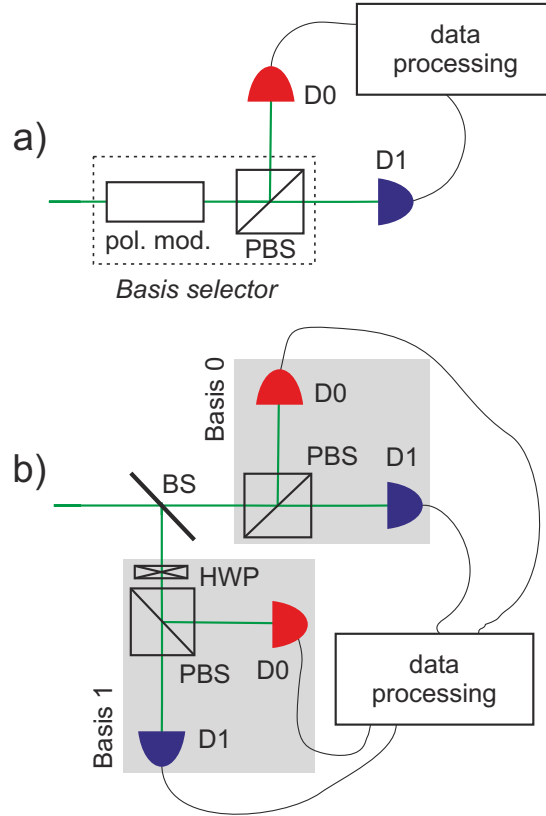 data
processing
D0
a)
D1
pol. mod.
PBS
Basis selector
Basis 0
D0
b)
BS
PBS
D1
HWP
data
processing
PBS
D0
Basis 1
D1